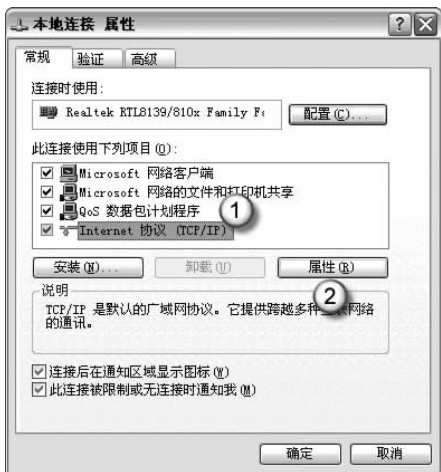 本地连接 属性
常规 验证 高级
连接时使用:
Realtek RTL8139/810x Family Fa
配置(C)...
此连接使用下列项目(O):
Microsoft 网络客户端
Microsoft 网络的文件和打印机共享
QoS 数据包计划程序
1
Internet 协议 (TCP/IP)
安装(N)... 卸载(U) 属性(R)
说明
2
TCP/IP 是默认的广域网协议。它提供跨越多种 网络
的通讯。
连接后在通知区域显示图标(W)
此连接被限制或无连接时通知我(M)
确定 取消